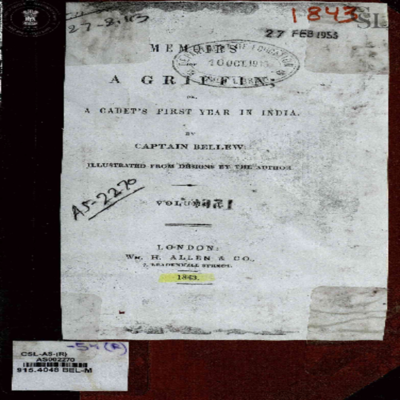 27-2-43
1843
27 FEB 1953
MEMOIRS
A GRIFFIN;
OR,
A CADET'S FIRST YEAR IN INDIA.
BY
CAPTAIN BELLEW.
ILLUSTRATED FROM DESIGNS BY THE AUTHOR.
AS-2270
LONDON:
WM. H. ALLEN & CO.,
7, LEADENHALL STREET.
1843.
CSL-AS-(R)
AS002270
915.4048 BEL-M